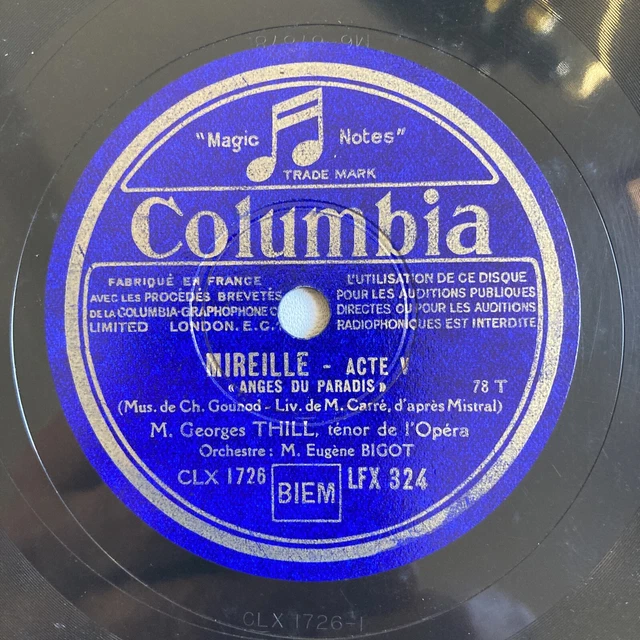 "Magic Notes"
TRADE MARK
Columbia
FABRIQUÉ EN FRANCE
AVEC LES PROCÉDÉS BREVETÉS
DE LA COLUMBIA-GRAPHOPHONE
LIMITED LONDON. E.C.
L'UTILISATION DE CE DISQUE
POUR LES AUDITIONS PUBLIQUES
DIRECTES OU POUR LES AUDITIONS
RADIOPHONIQUES EST INTERDITE
MIREILLE - ACTE V
« ANGES DU PARADIS » 78 T
(Mus. de Ch. Gounod - Liv. de M. Carré, d'après Mistral)
M. Georges THILL, ténor de l'Opéra
Orchestre : M. Eugène BIGOT
CLX 1726 BIEM LFX 324
CLX 1726-1